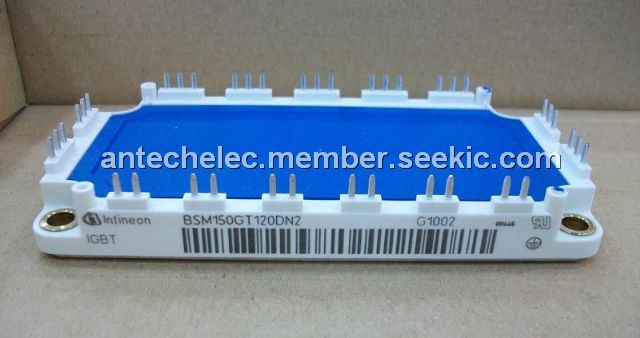 antechelec.member.seekic.com
Infineon BSM150GT120DN2 G1002
IGBT